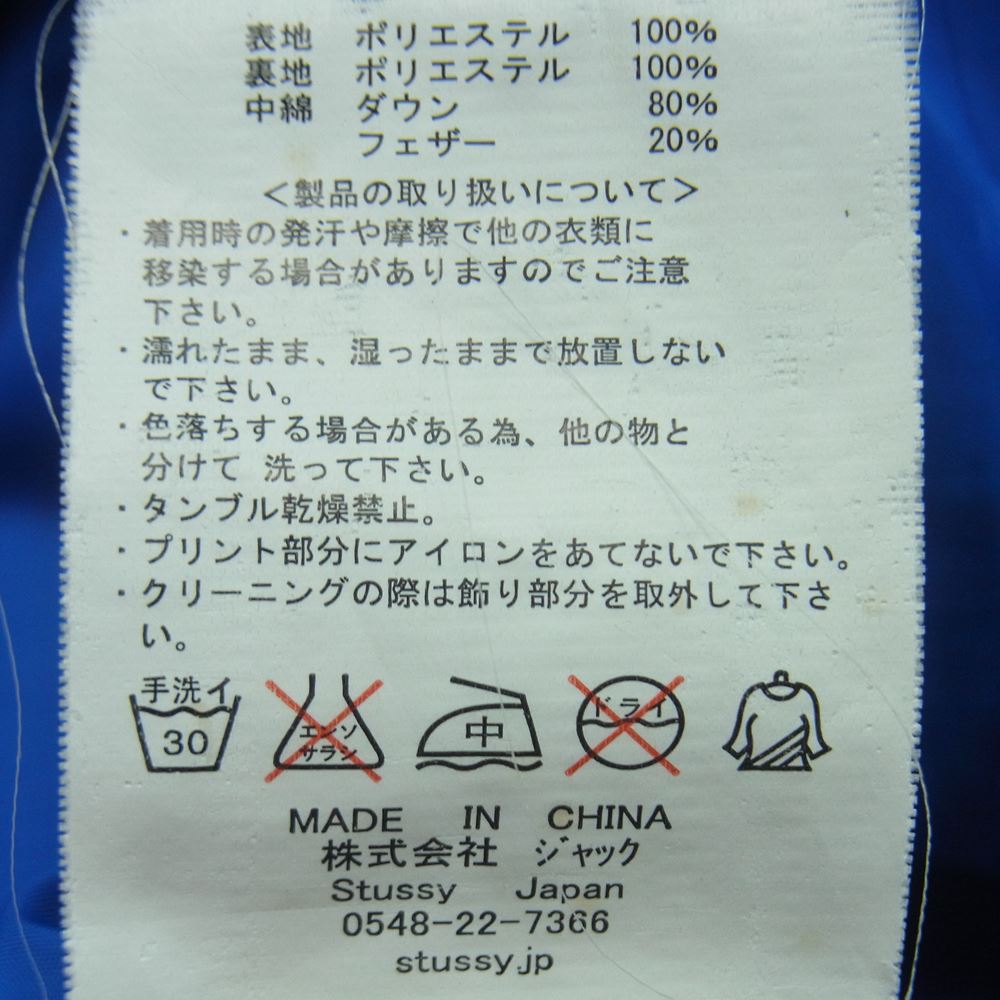 表地 ポリエステル 100%
裏地 ポリエステル 100%
中綿 ダウン 80%
フェザー 20%
＜製品の取り扱いについて＞
・着用時の発汗や摩擦で他の衣類に
移染する場合がありますのでご注意
下さい。
・濡れたまま、湿ったままで放置しない
で下さい。
・色落ちする場合がある為、他の物と
分けて 洗って下さい。
・タンブル乾燥禁止。
・プリント部分にアイロンをあてないで下さい。
・クリーニングの際は飾り部分を取外して下さ
い。
手洗イ
30
エンソ
サラシ
中
ドライ
MADE IN CHINA
株式会社 ジャック
Stussy Japan
0548-22-7366
stussy.jp